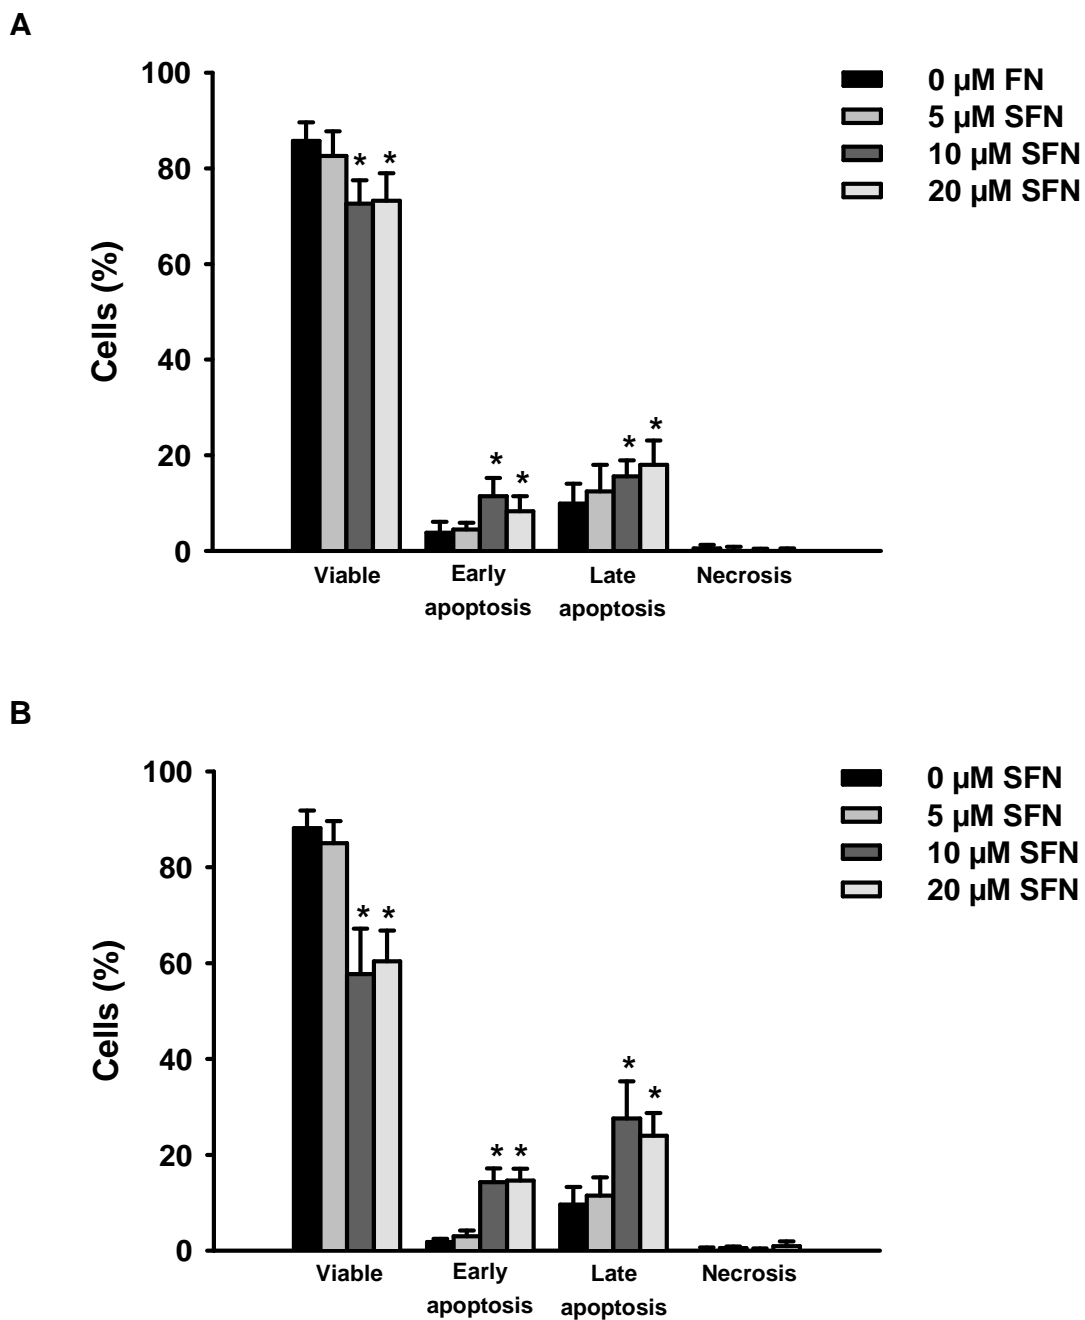 A
100
80
60
40
20
0
Cells (%)
* *
* *
* *
Viable
Early
apoptosis
Late
apoptosis
Necrosis
0 µM FN
5 µM SFN
10 µM SFN
20 µM SFN
B
100
80
60
40
20
0
Cells (%)
* *
* *
* *
Viable
Early
apoptosis
Late
apoptosis
Necrosis
0 µM SFN
5 µM SFN
10 µM SFN
20 µM SFN